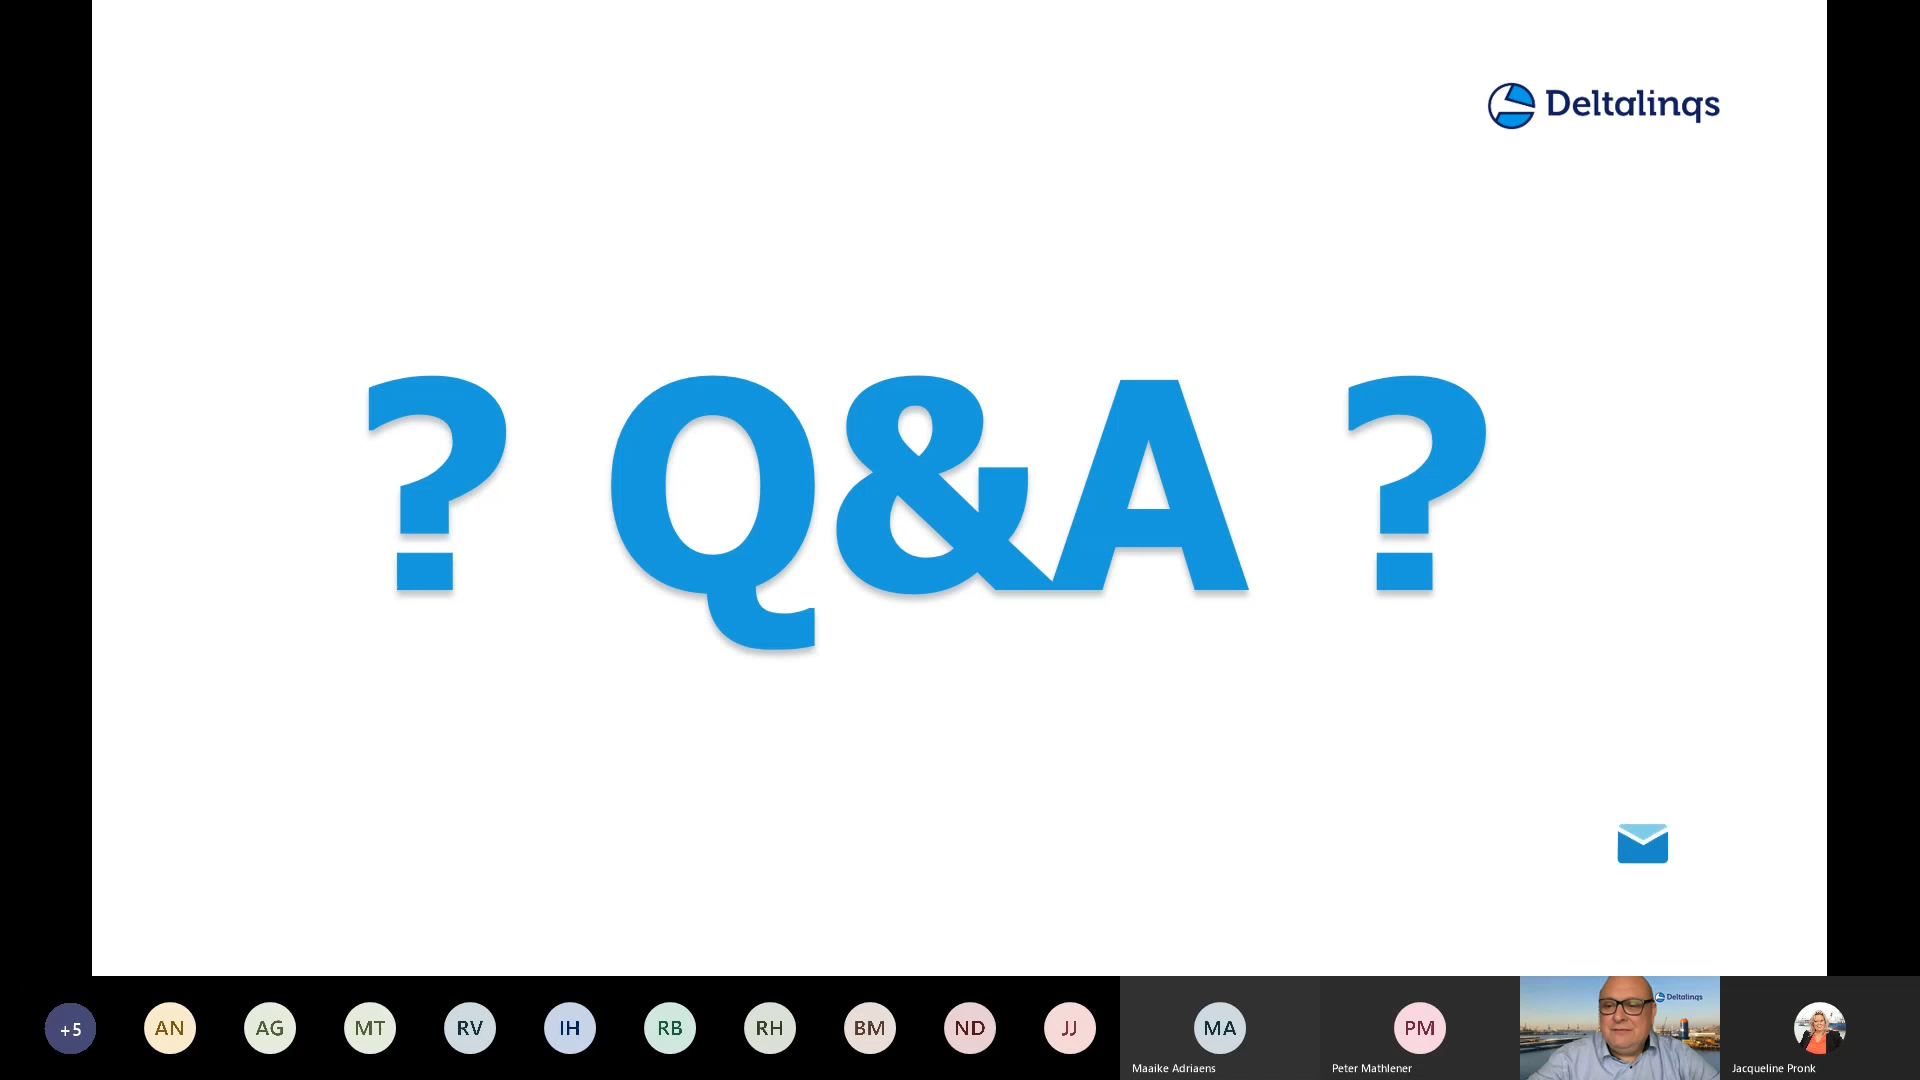 Deltalinqs
? Q&A ?
+5
AN
AG
MT
RV
IH
RB
RH
BM
ND
JJ
MA
PM
Deltalinqs
Maaike Adriaens
Peter Mathlener
Jacqueline Pronk